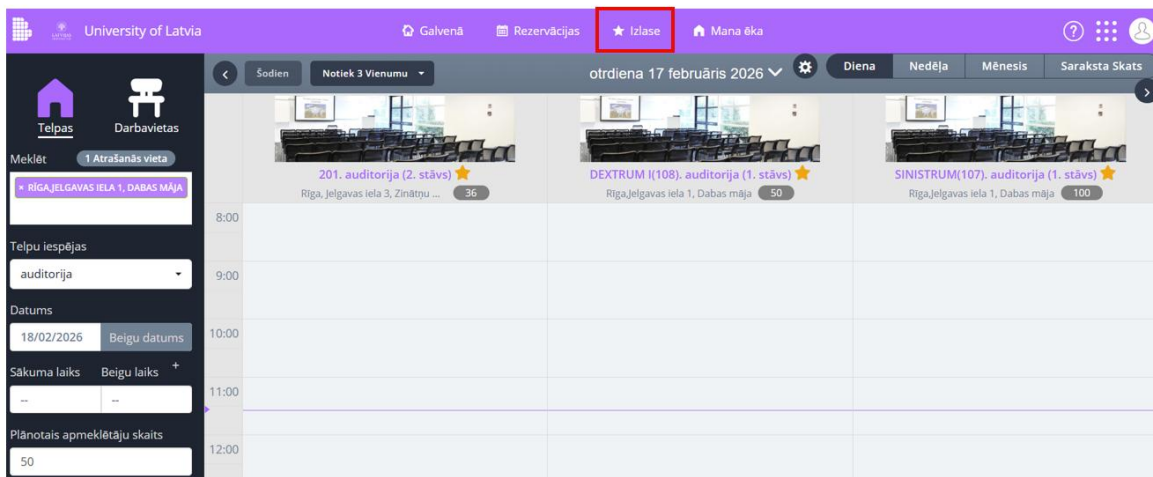 University of Latvia
Galvenā
Rezervācijas
Izlase
Mana ēka
Šodien
Notiek 3 Vienumu
otrdiena 17 februāris 2026
Diena
Nedēļa
Mēnesis
Saraksta Skats
Telpas
Darbavietas
Meklēt
1 Atrašanās vieta
× RĪGA,JELGAVAS IELA 1, DABAS MĀJA
Telpu iespējas
auditorija
Datums
18/02/2026
Beigu datums
Sākuma laiks
Beigu laiks
+
--
--
Plānotais apmeklētāju skaits
50
201. auditorija (2. stāvs)
Rīga, Jelgavas iela 3, Zinātņu ...
36
DEXTRUM I(108). auditorija (1. stāvs)
Rīga,Jelgavas iela 1, Dabas māja
50
SINISTRUM(107). auditorija (1. stāvs)
Rīga,Jelgavas iela 1, Dabas māja
100
8:00
9:00
10:00
11:00
12:00